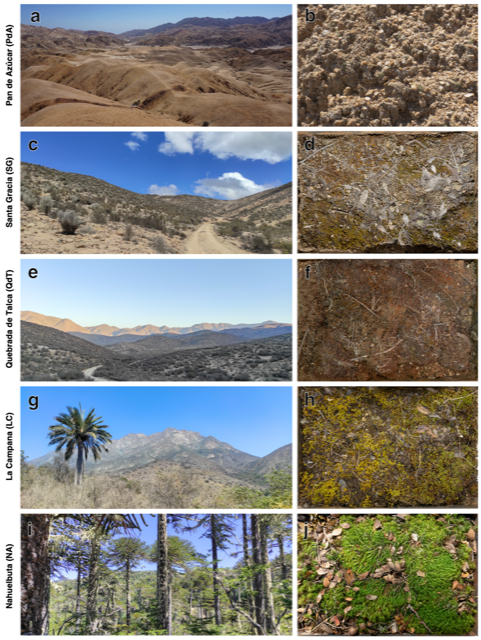 Pan de Azúcar (PdA)
a
b
Santa Gracia (SG)
c
d
Quebrada de Talca (QdT)
e
f
La Campana (LC)
g
h
Nahuelbuta (NA)
i
j